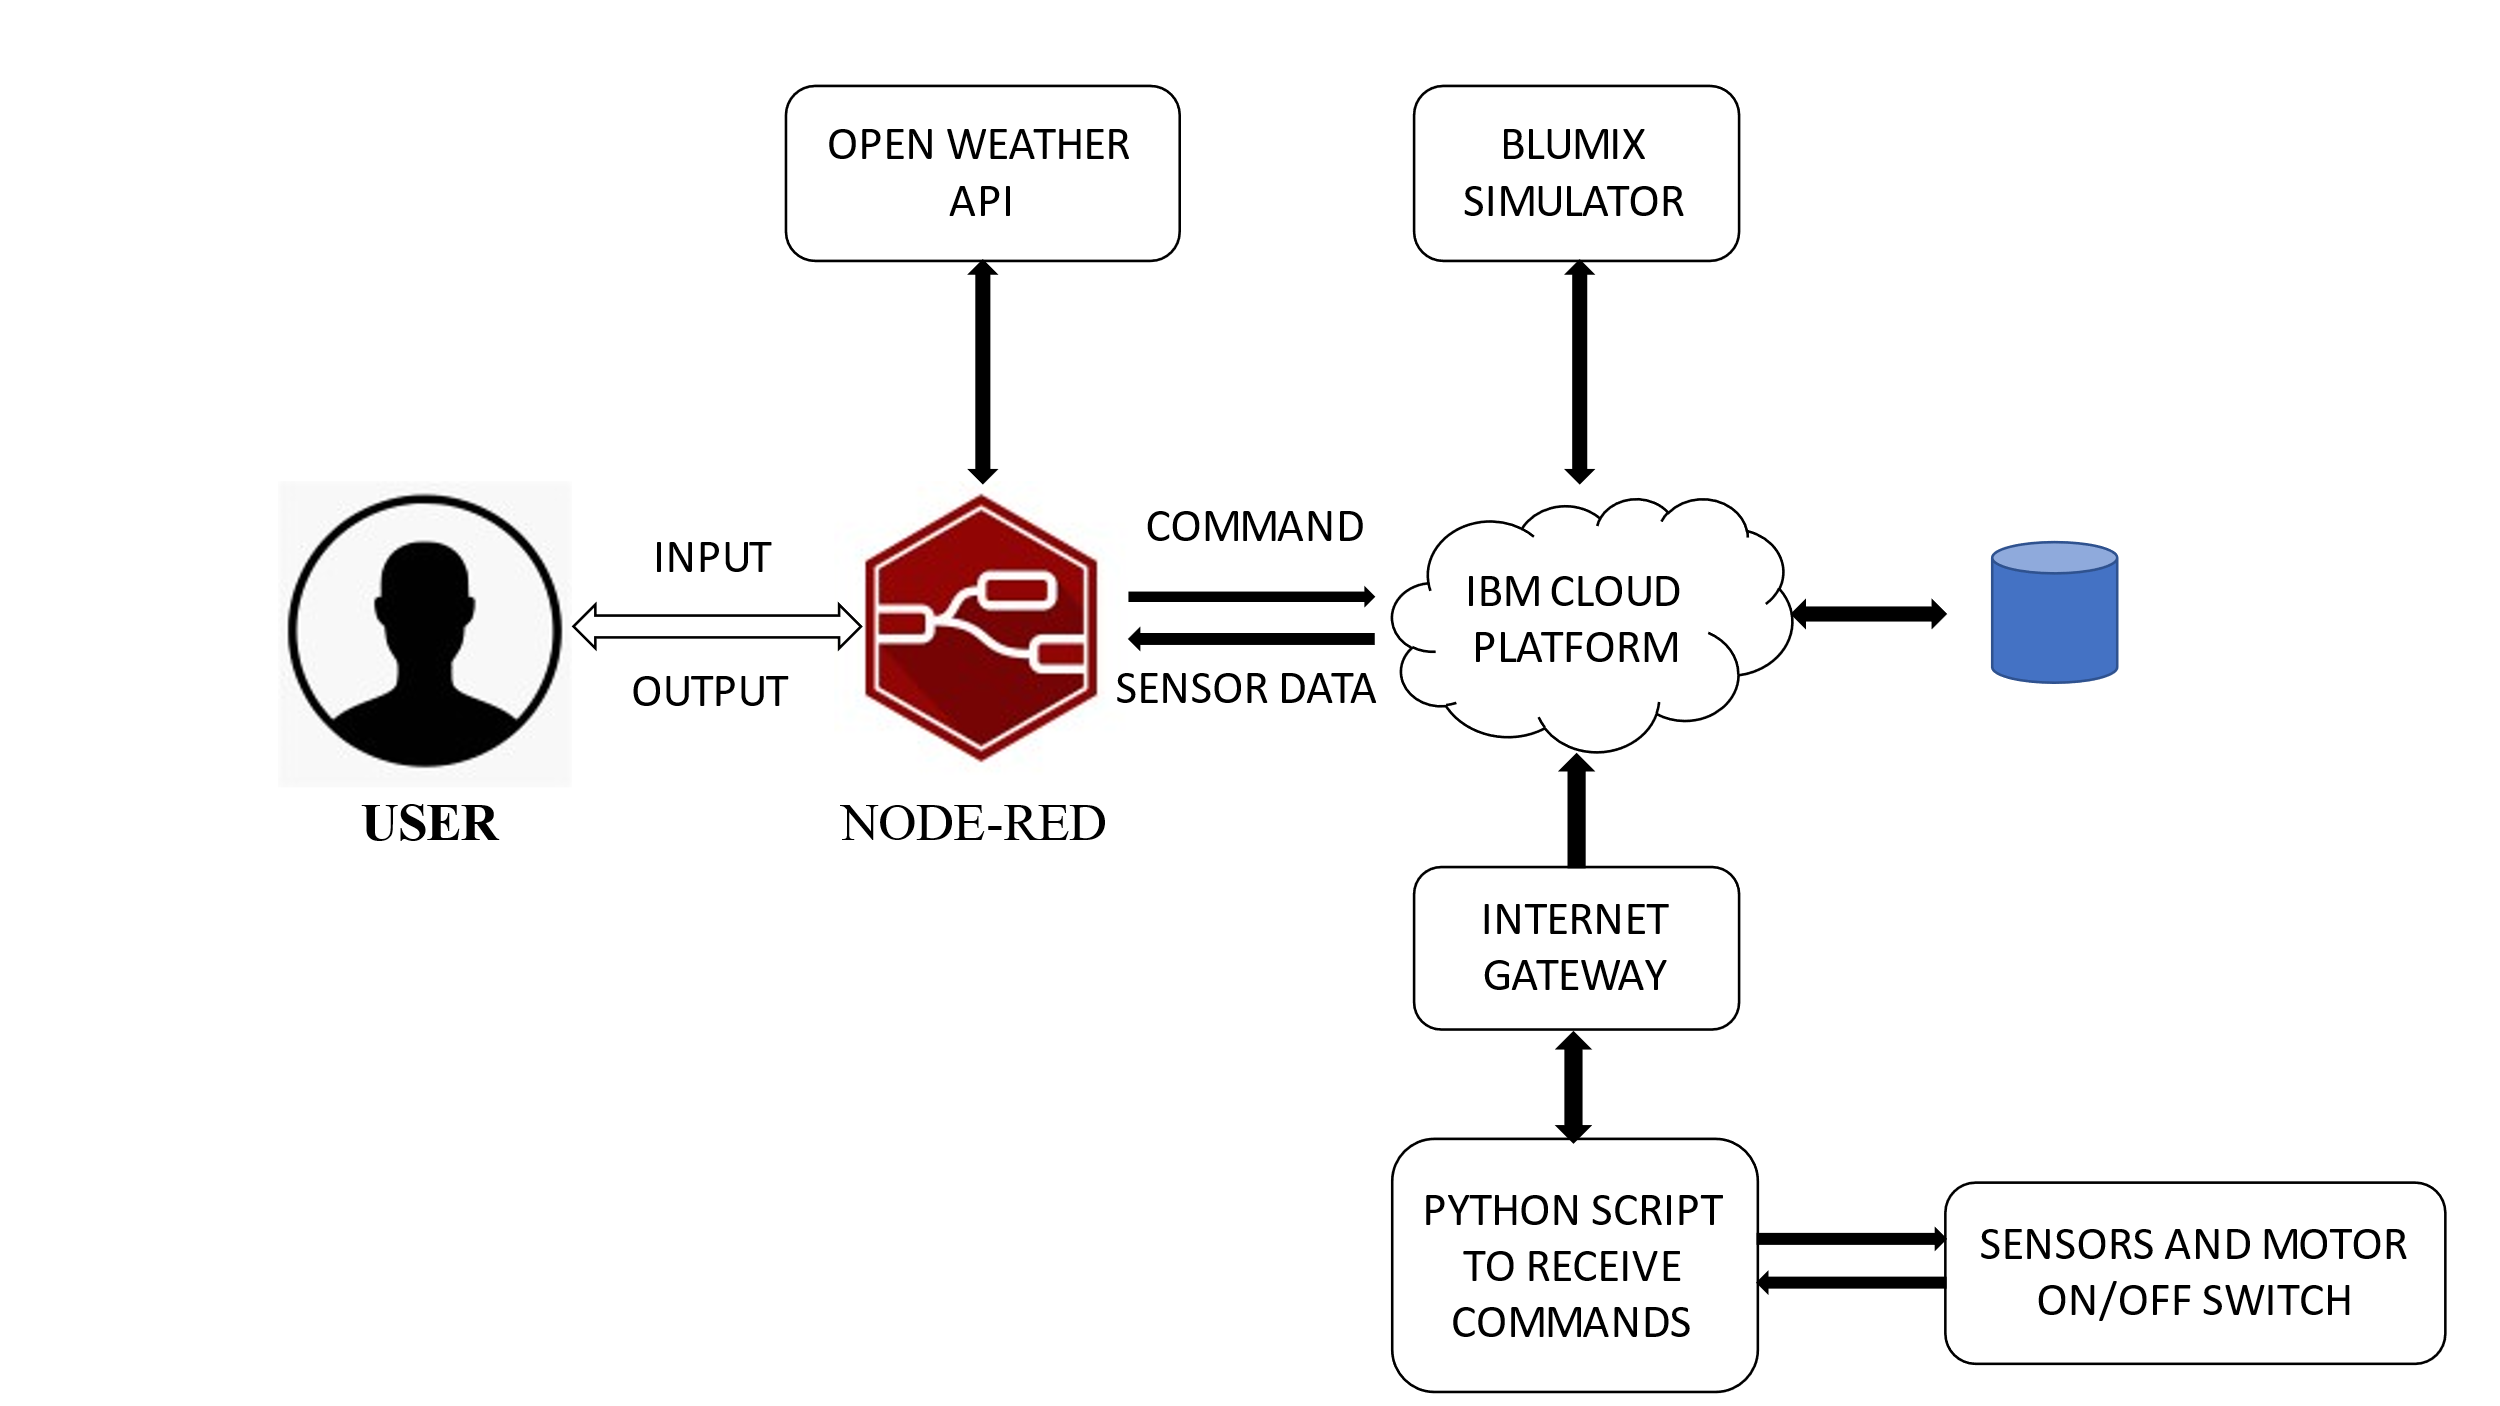 OPEN WEATHER
API
BLUMIX
SIMULATOR
INPUT
OUTPUT
USER
NODE-RED
COMMAND
SENSOR DATA
IBM CLOUD
PLATFORM
INTERNET
GATEWAY
PYTHON SCRIPT
TO RECEIVE
COMMANDS
SENSORS AND MOTOR
ON/OFF SWITCH